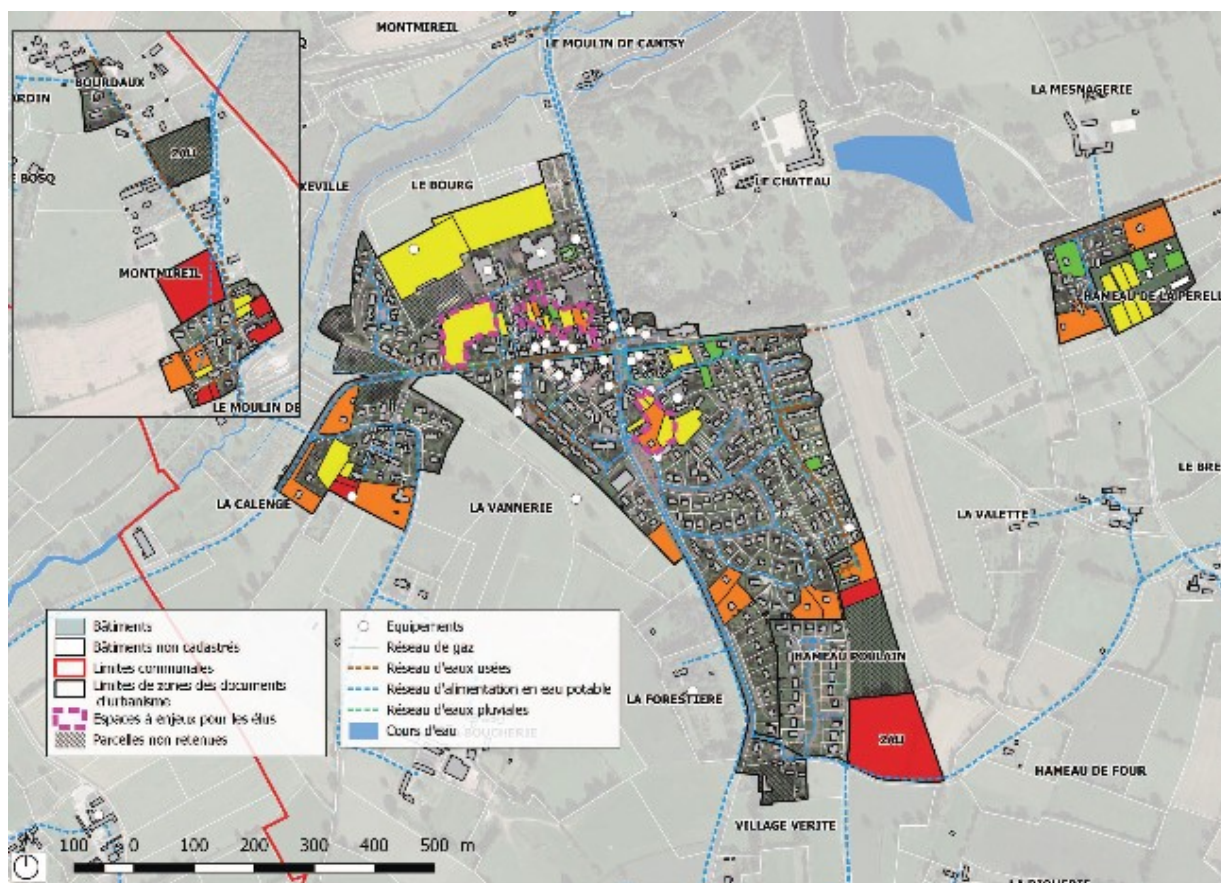 MONTMIREIL
LE MOULIN DE CANTSY
BOURDAUX
ARDIN
ZAU
E BOSQ
XEVILLE
LE BOURG
LA MESNAGERIE
LE CHATEAU
MONTMIREIL
HAMEAU DE LA PERELL
LE MOULIN DE
LA CALENGE
LA VANNERIE
LA VALETTE
LE BRE
HAMEAU POULAIN
LA FORESTIERE
ZAU
HAMEAU DE FOUR
VILLAGE VERITE
BOUCHERIE
Bâtiments
Bâtiments non cadastrés
Limites communales
Limites de zones des documents
d'urbanisme
Espaces à enjeux pour les élus
Parcelles non retenues
Equipements
Réseau de gaz
Réseau d'eaux usées
Réseau d'alimentation en eau potable
Réseau d'eaux pluviales
Cours d'eau
100 0 100 200 300 400 500 m